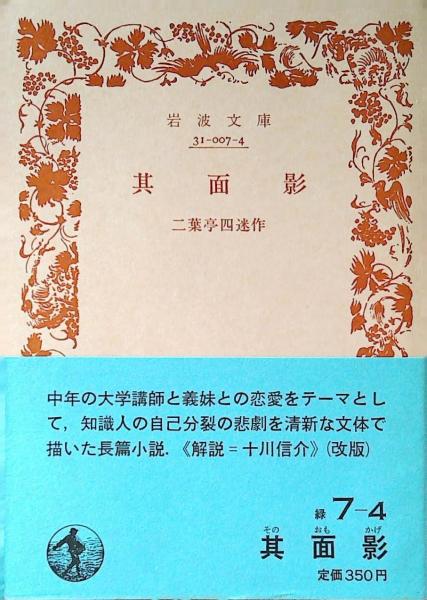 岩波文庫
31-007-4
其面影
二葉亭四迷作
中年の大学講師と義妹との恋愛をテーマとし
て，知識人の自己分裂の悲劇を清新な文体で
描いた長篇小説．《解説＝十川信介》(改版)
緑 7-4
その おも かげ
其面影
定価350円